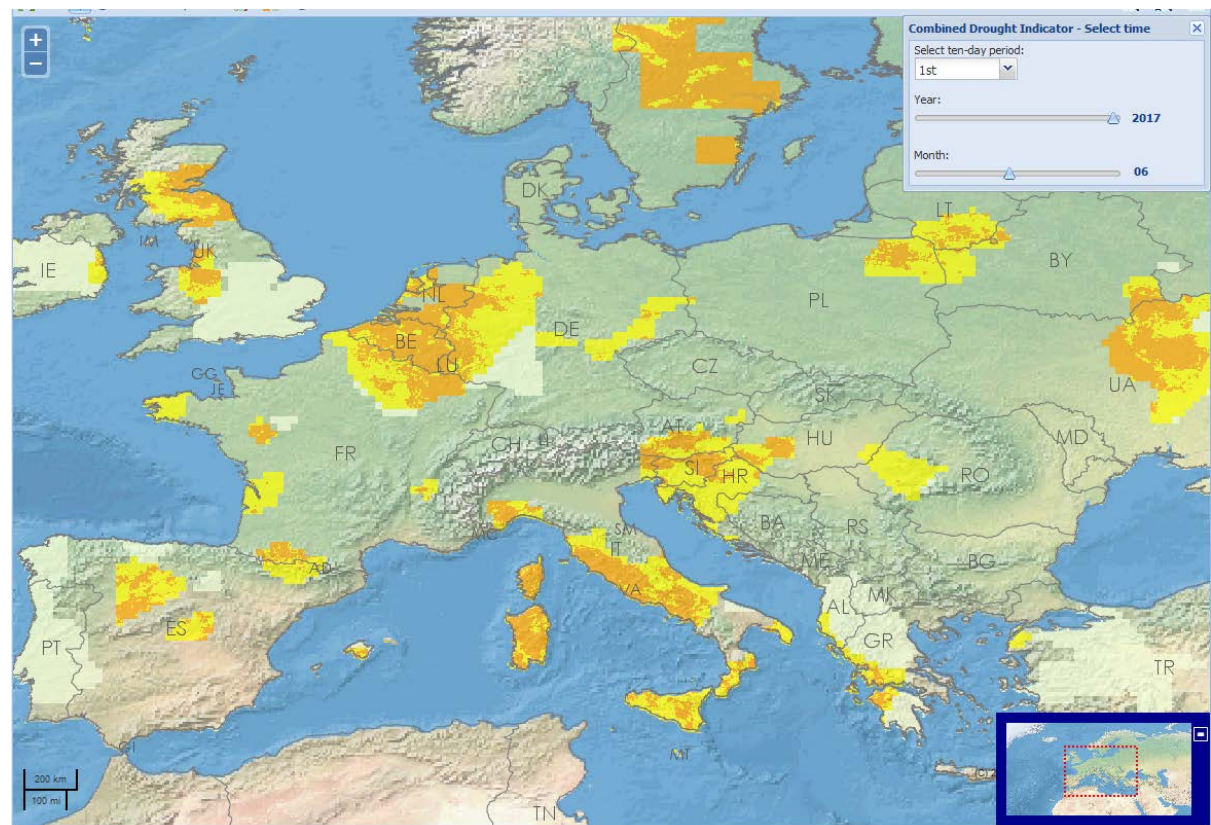 +
−
Combined Drought Indicator - Select time
Select ten-day period:
1st
Year:
2017
Month:
06
DK
LT
IM
UK
IE
BY
NL
PL
BE
DE
LU
CZ
UA
GG
JE
SK
AT
HU
MD
CH
LI
FR
SI
HR
RO
BA
RS
MC
SM
IT
ME
BG
AD
VA
MK
AL
ES
PT
GR
TR
GI
MT
200 km
100 mi
TN